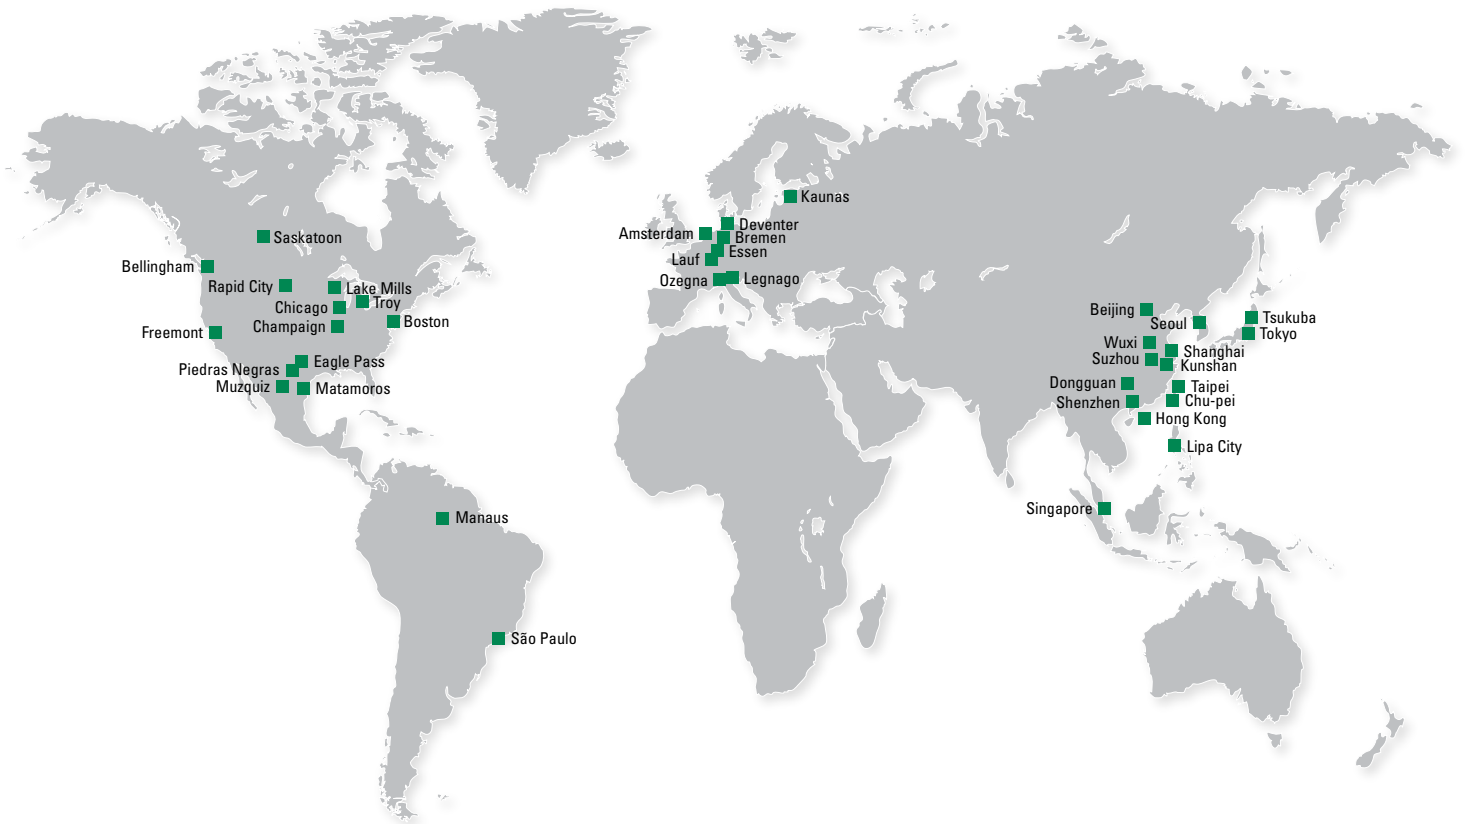 Kaunas
Deventer
Amsterdam
Bremen
Essen
Lauf
Ozegna
Legnago
Saskatoon
Bellingham
Rapid City
Lake Mills
Chicago
Troy
Champaign
Boston
Freemont
Eagle Pass
Piedras Negras
Muzquiz
Matamoros
Beijing
Seoul
Tsukuba
Tokyo
Wuxi
Shanghai
Suzhou
Kunshan
Dongguan
Taipei
Shenzhen
Chu-pei
Hong Kong
Lipa City
Singapore
Manaus
São Paulo